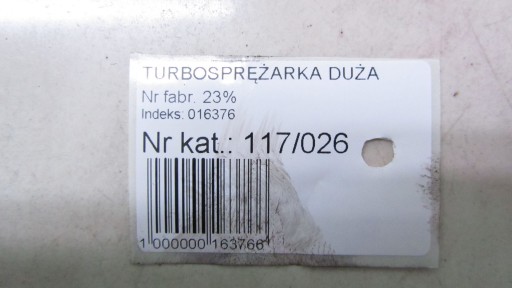 TURBOSPRĘŻARKA DUŻA
Nr fabr. 23%
Indeks: 016376
Nr kat.: 117/026
1 000000 163766